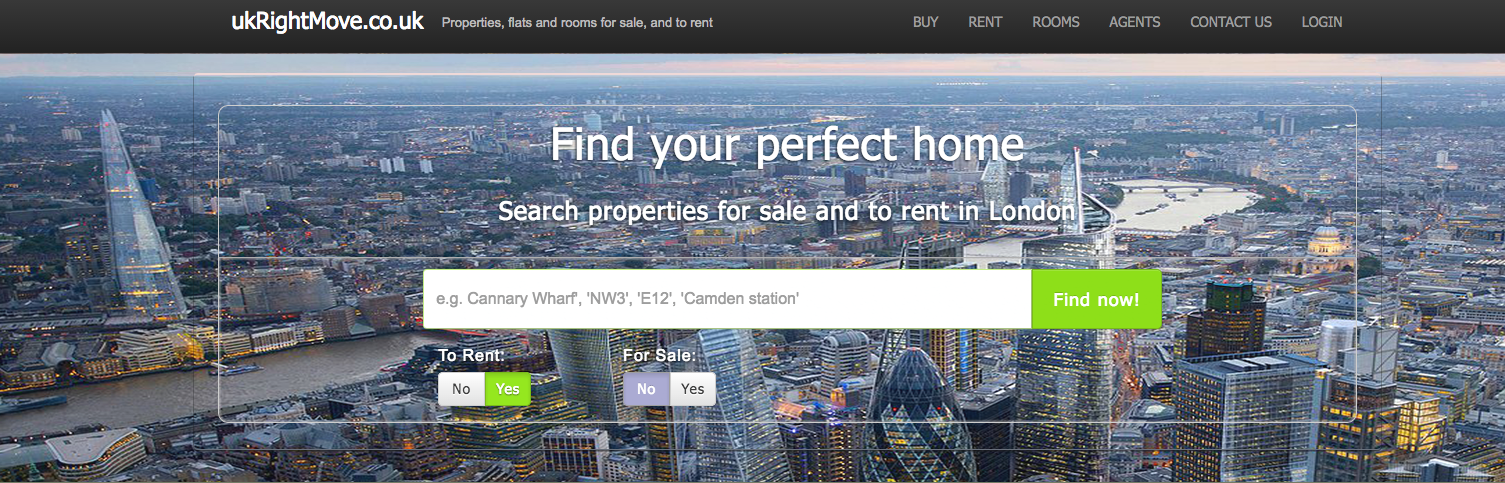 ukRightMove.co.uk Properties, flats and rooms for sale, and to rent BUY RENT ROOMS AGENTS CONTACT US LOGIN
Find your perfect home
Search properties for sale and to rent in London
e.g. Cannary Wharf', 'NW3', 'E12', 'Camden station' Find now!
To Rent: For Sale:
No Yes No Yes